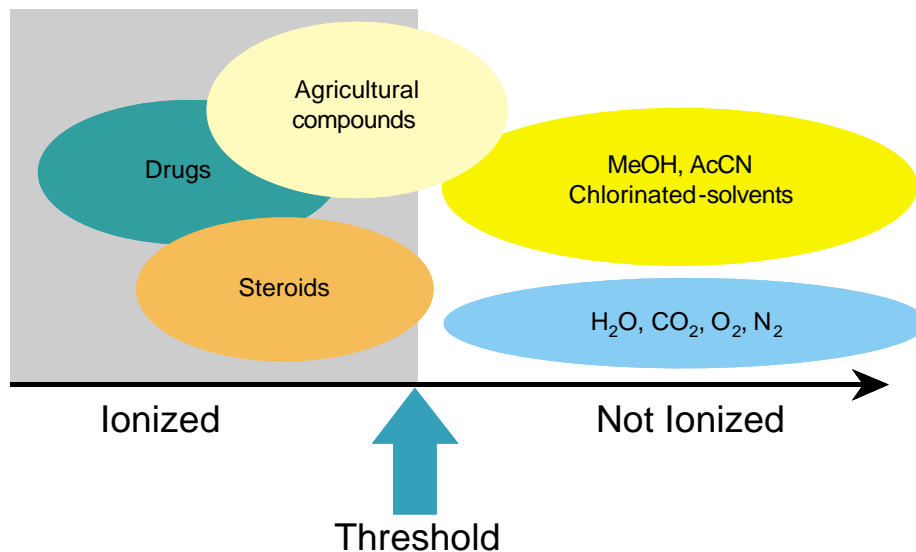 Agricultural
compounds
Drugs
MeOH, AcCN
Chlorinated-solvents
Steroids
H₂O, CO₂, O₂, N₂
Ionized
Not Ionized
Threshold